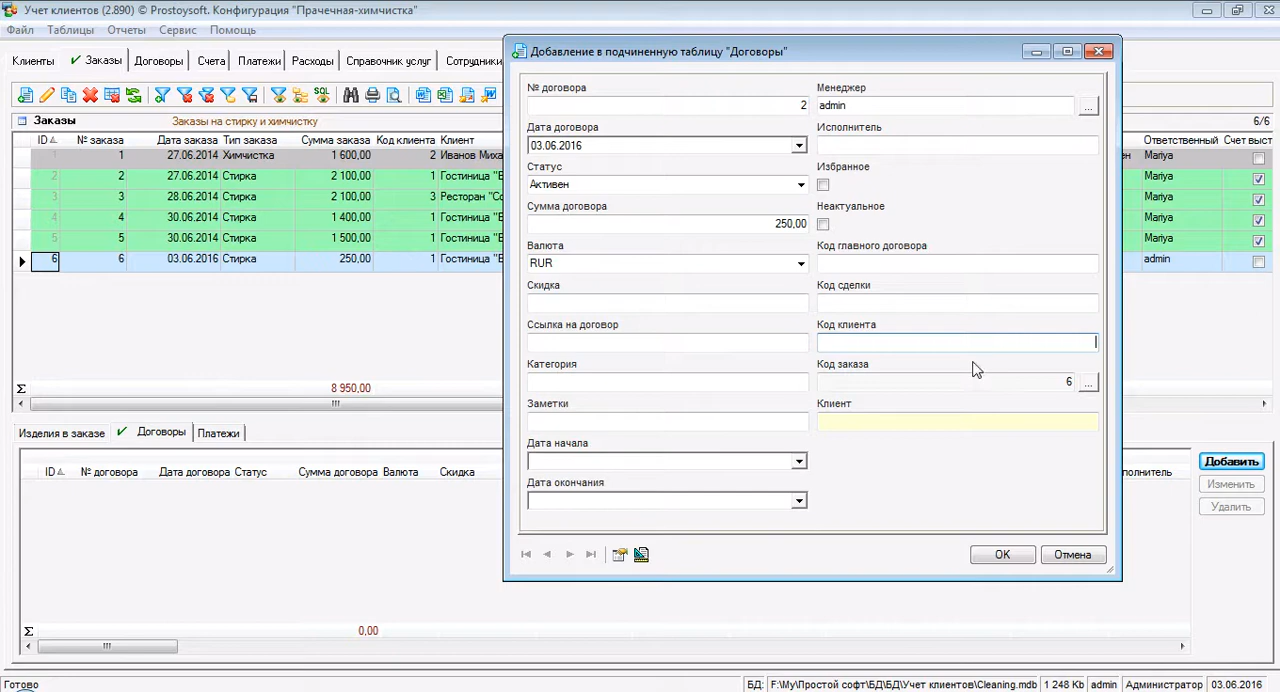 Учет клиентов (2.890) © Prostoysoft. Конфигурация "Прачечная-химчистка"
Файл Таблицы Отчеты Сервис Помощь
Клиенты Заказы Договоры Счета Платежи Расходы Справочник услуг Сотрудники
Заказы Заказы на стирку и химчистку 6/6
ID № заказа Дата заказа Тип заказа Сумма заказа Код клиента Клиент Ответственный Счет выст
1 1 27.06.2014 Химчистка 1 600,00 2 Иванов Миха ен Mariya
2 2 27.06.2014 Стирка 2 100,00 1 Гостиница "Е Mariya
3 3 28.06.2014 Стирка 2 100,00 3 Ресторан "Со Mariya
4 4 30.06.2014 Стирка 1 400,00 1 Гостиница "Е Mariya
5 5 30.06.2014 Стирка 1 500,00 1 Гостиница "Е Mariya
6 6 03.06.2016 Стирка 250,00 1 Гостиница "Е admin
Σ 8 950,00
Изделия в заказе Договоры Платежи
ID № договора Дата договора Статус Сумма договора Валюта Скидка полнитель
Σ 0,00
Добавить
Изменить
Удалить
Добавление в подчиненную таблицу "Договоры"
№ договора
2
Дата договора
03.06.2016
Статус
Активен
Сумма договора
250,00
Валюта
RUR
Скидка
Ссылка на договор
Категория
Заметки
Дата начала
Дата окончания
Менеджер
admin ...
Исполнитель
Избранное
Неактуальное
Код главного договора
Код сделки
Код клиента
Код заказа
6 ...
Клиент
OK Отмена
Готово БД: F:\My\Простой софт\БД\БД\Учет клиентов\Cleaning.mdb 1 248 Kb admin Администратор 03.06.2016